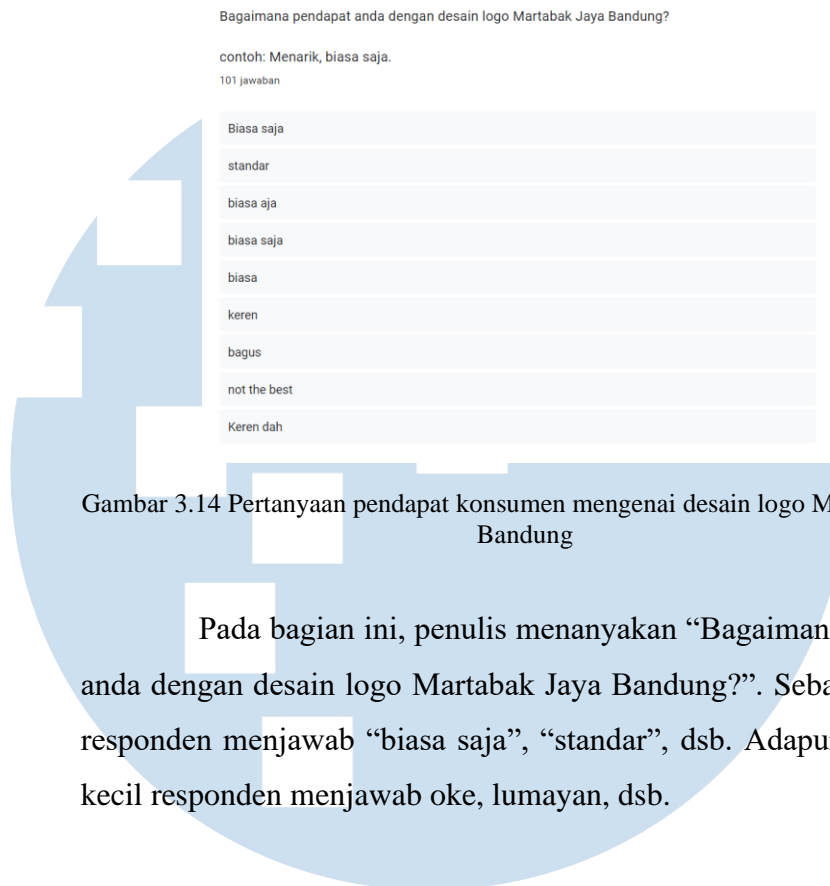 Bagaimana pendapat anda dengan desain logo Martabak Jaya Bandung?
contoh: Menarik, biasa saja.
101 jawaban
Biasa saja
standar
biasa aja
biasa saja
biasa
keren
bagus
not the best
Keren dah
Gambar 3.14 Pertanyaan pendapat konsumen mengenai desain logo M
Bandung
Pada bagian ini, penulis menanyakan “Bagaiman
anda dengan desain logo Martabak Jaya Bandung?”. Seba
responden menjawab “biasa saja”, “standar”, dsb. Adapu
kecil responden menjawab oke, lumayan, dsb.